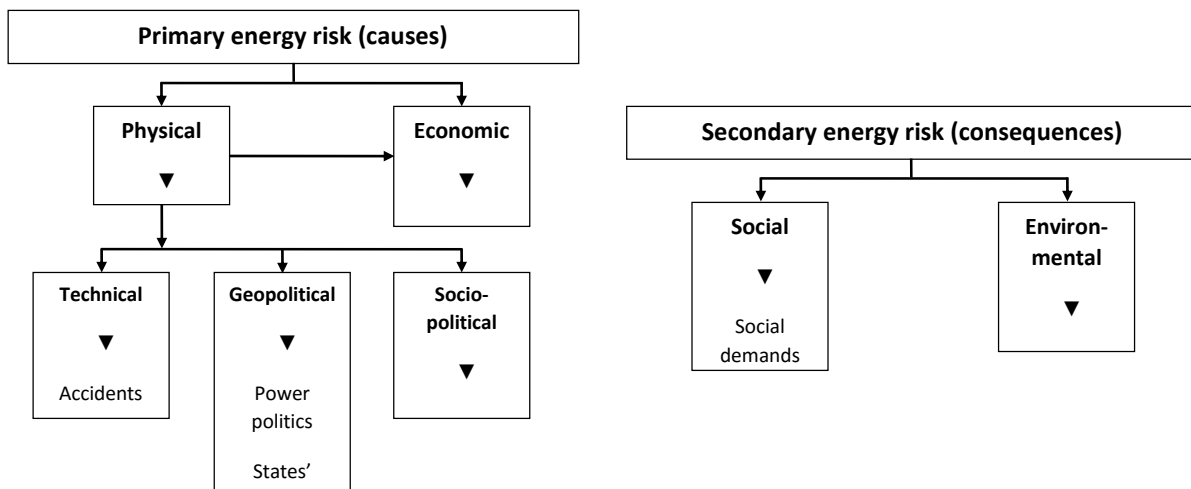 Primary energy risk (causes)
Physical
▼
Economic
▼
Technical
▼
Accidents
Geopolitical
▼
Power
politics
States’
Socio-
political
▼
Secondary energy risk (consequences)
Social
▼
Social
demands
Environ-
mental
▼